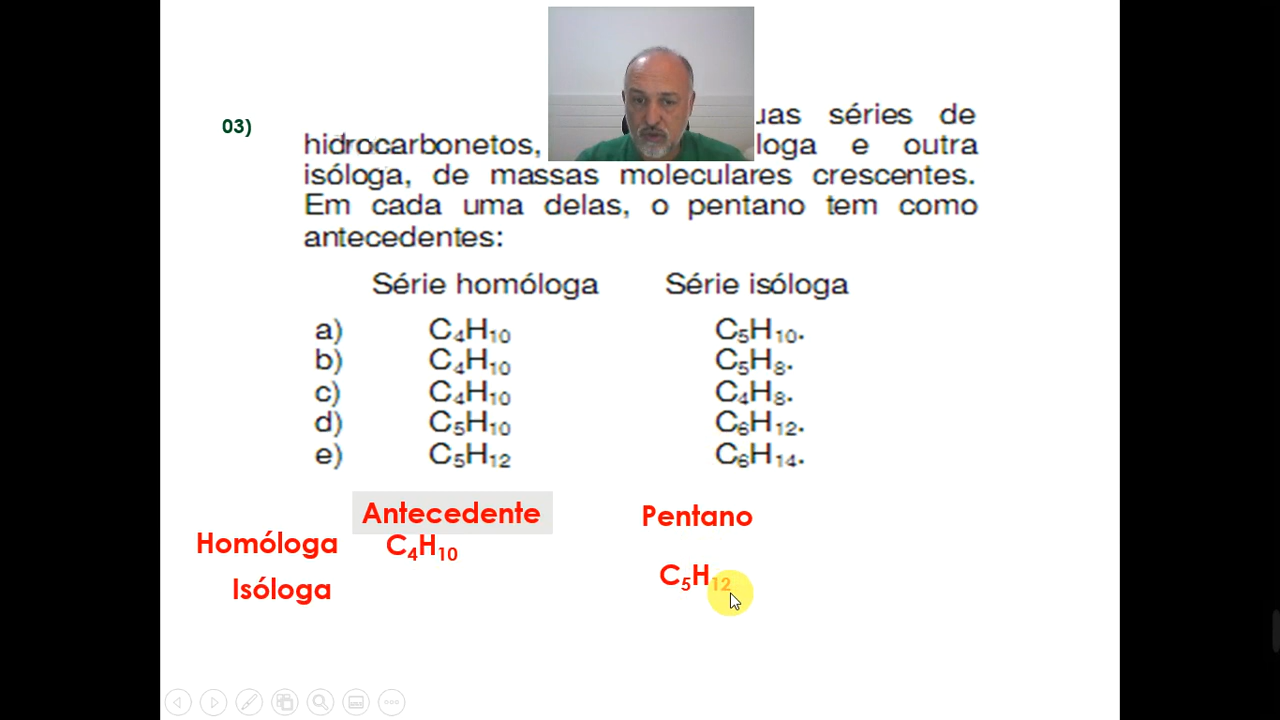 03)
uas séries de
hidrocarbonetos, loga e outra
isóloga, de massas moleculares crescentes.
Em cada uma delas, o pentano tem como
antecedentes:
Série homóloga Série isóloga
a) C₄H₁₀ C₅H₁₀.
b) C₄H₁₀ C₅H₈.
c) C₄H₁₀ C₄H₈.
d) C₅H₁₀ C₆H₁₂.
e) C₅H₁₂ C₆H₁₄.
Antecedente Pentano
Homóloga C₄H₁₀
Isóloga C₅H₁₂